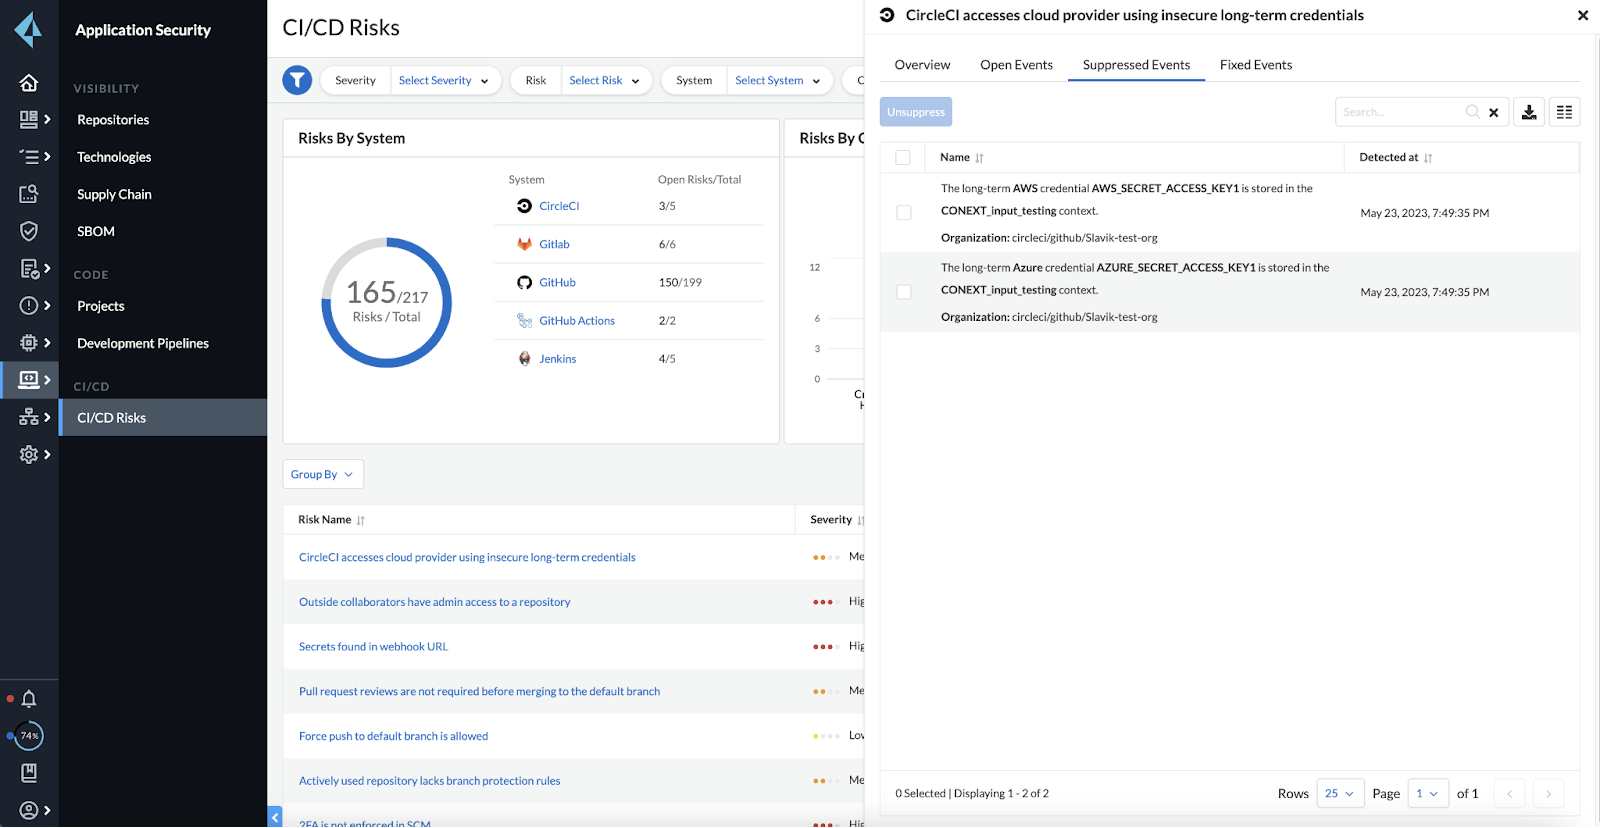 Application Security
VISIBILITY
Repositories
Technologies
Supply Chain
SBOM
CODE
Projects
Development Pipelines
CI/CD
CI/CD Risks
74%
CI/CD Risks
Severity Select Severity
Risk Select Risk
System Select System
Risks By System
Risks By
165/217
Risks / Total
System Open Risks/Total
CircleCI 3/5
Gitlab 6/6
GitHub 150/199
GitHub Actions 2/2
Jenkins 4/5
12
6
3
0
Group By
Risk Name Severity
CircleCI accesses cloud provider using insecure long-term credentials Me
Outside collaborators have admin access to a repository Hig
Secrets found in webhook URL Hig
Pull request reviews are not required before merging to the default branch Me
Force push to default branch is allowed Lov
Actively used repository lacks branch protection rules Me
2FA is not enforced in SCM Hig
CircleCI accesses cloud provider using insecure long-term credentials
Overview Open Events Suppressed Events Fixed Events
Unsuppress
Search...
Name Detected at
The long-term AWS credential AWS_SECRET_ACCESS_KEY1 is stored in the
CONEXT_input_testing context.
Organization: circleci/github/Slavik-test-org
May 23, 2023, 7:49:35 PM
The long-term Azure credential AZURE_SECRET_ACCESS_KEY1 is stored in the
CONEXT_input_testing context.
Organization: circleci/github/Slavik-test-org
May 23, 2023, 7:49:35 PM
0 Selected | Displaying 1 - 2 of 2
Rows 25 Page 1 of 1